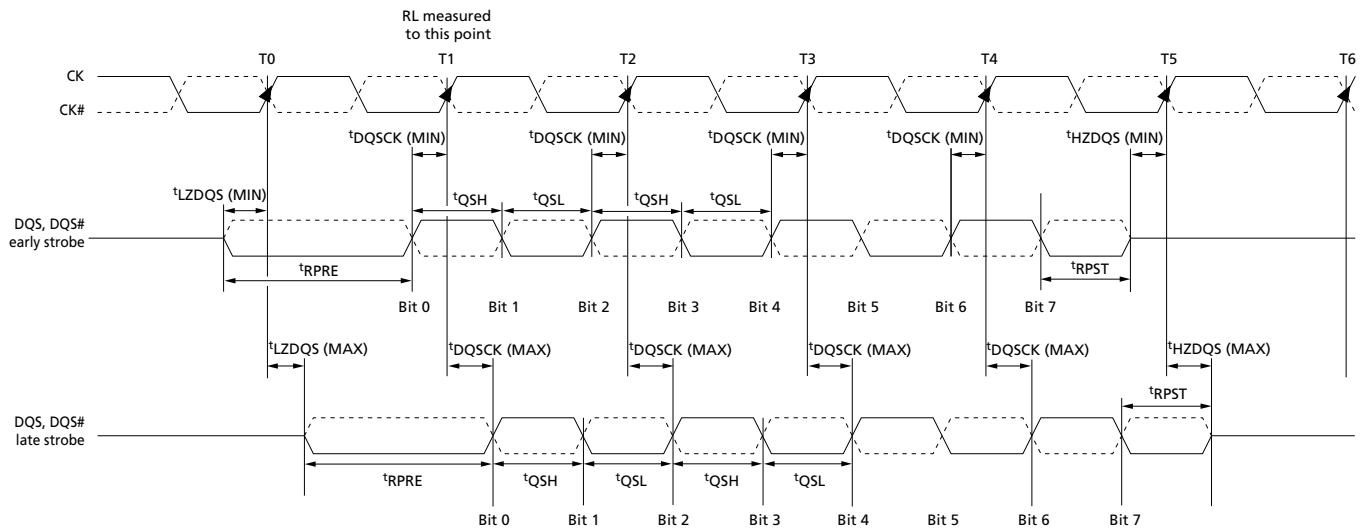 RL measured
to this point
T0 T1 T2 T3 T4 T5 T6
CK
CK#
tDQSCK (MIN) tDQSCK (MIN) tDQSCK (MIN) tDQSCK (MIN) tHZDQS (MIN)
tLZDQS (MIN)
tQSH tQSL tQSH tQSL
DQS, DQS#
early strobe
tRPRE tRPST
Bit 0 Bit 1 Bit 2 Bit 3 Bit 4 Bit 5 Bit 6 Bit 7
tLZDQS (MAX) tDQSCK (MAX) tDQSCK (MAX) tDQSCK (MAX) tDQSCK (MAX) tHZDQS (MAX)
tRPST
DQS, DQS#
late strobe
tRPRE tQSH tQSL tQSH tQSL
Bit 0 Bit 1 Bit 2 Bit 3 Bit 4 Bit 5 Bit 6 Bit 7